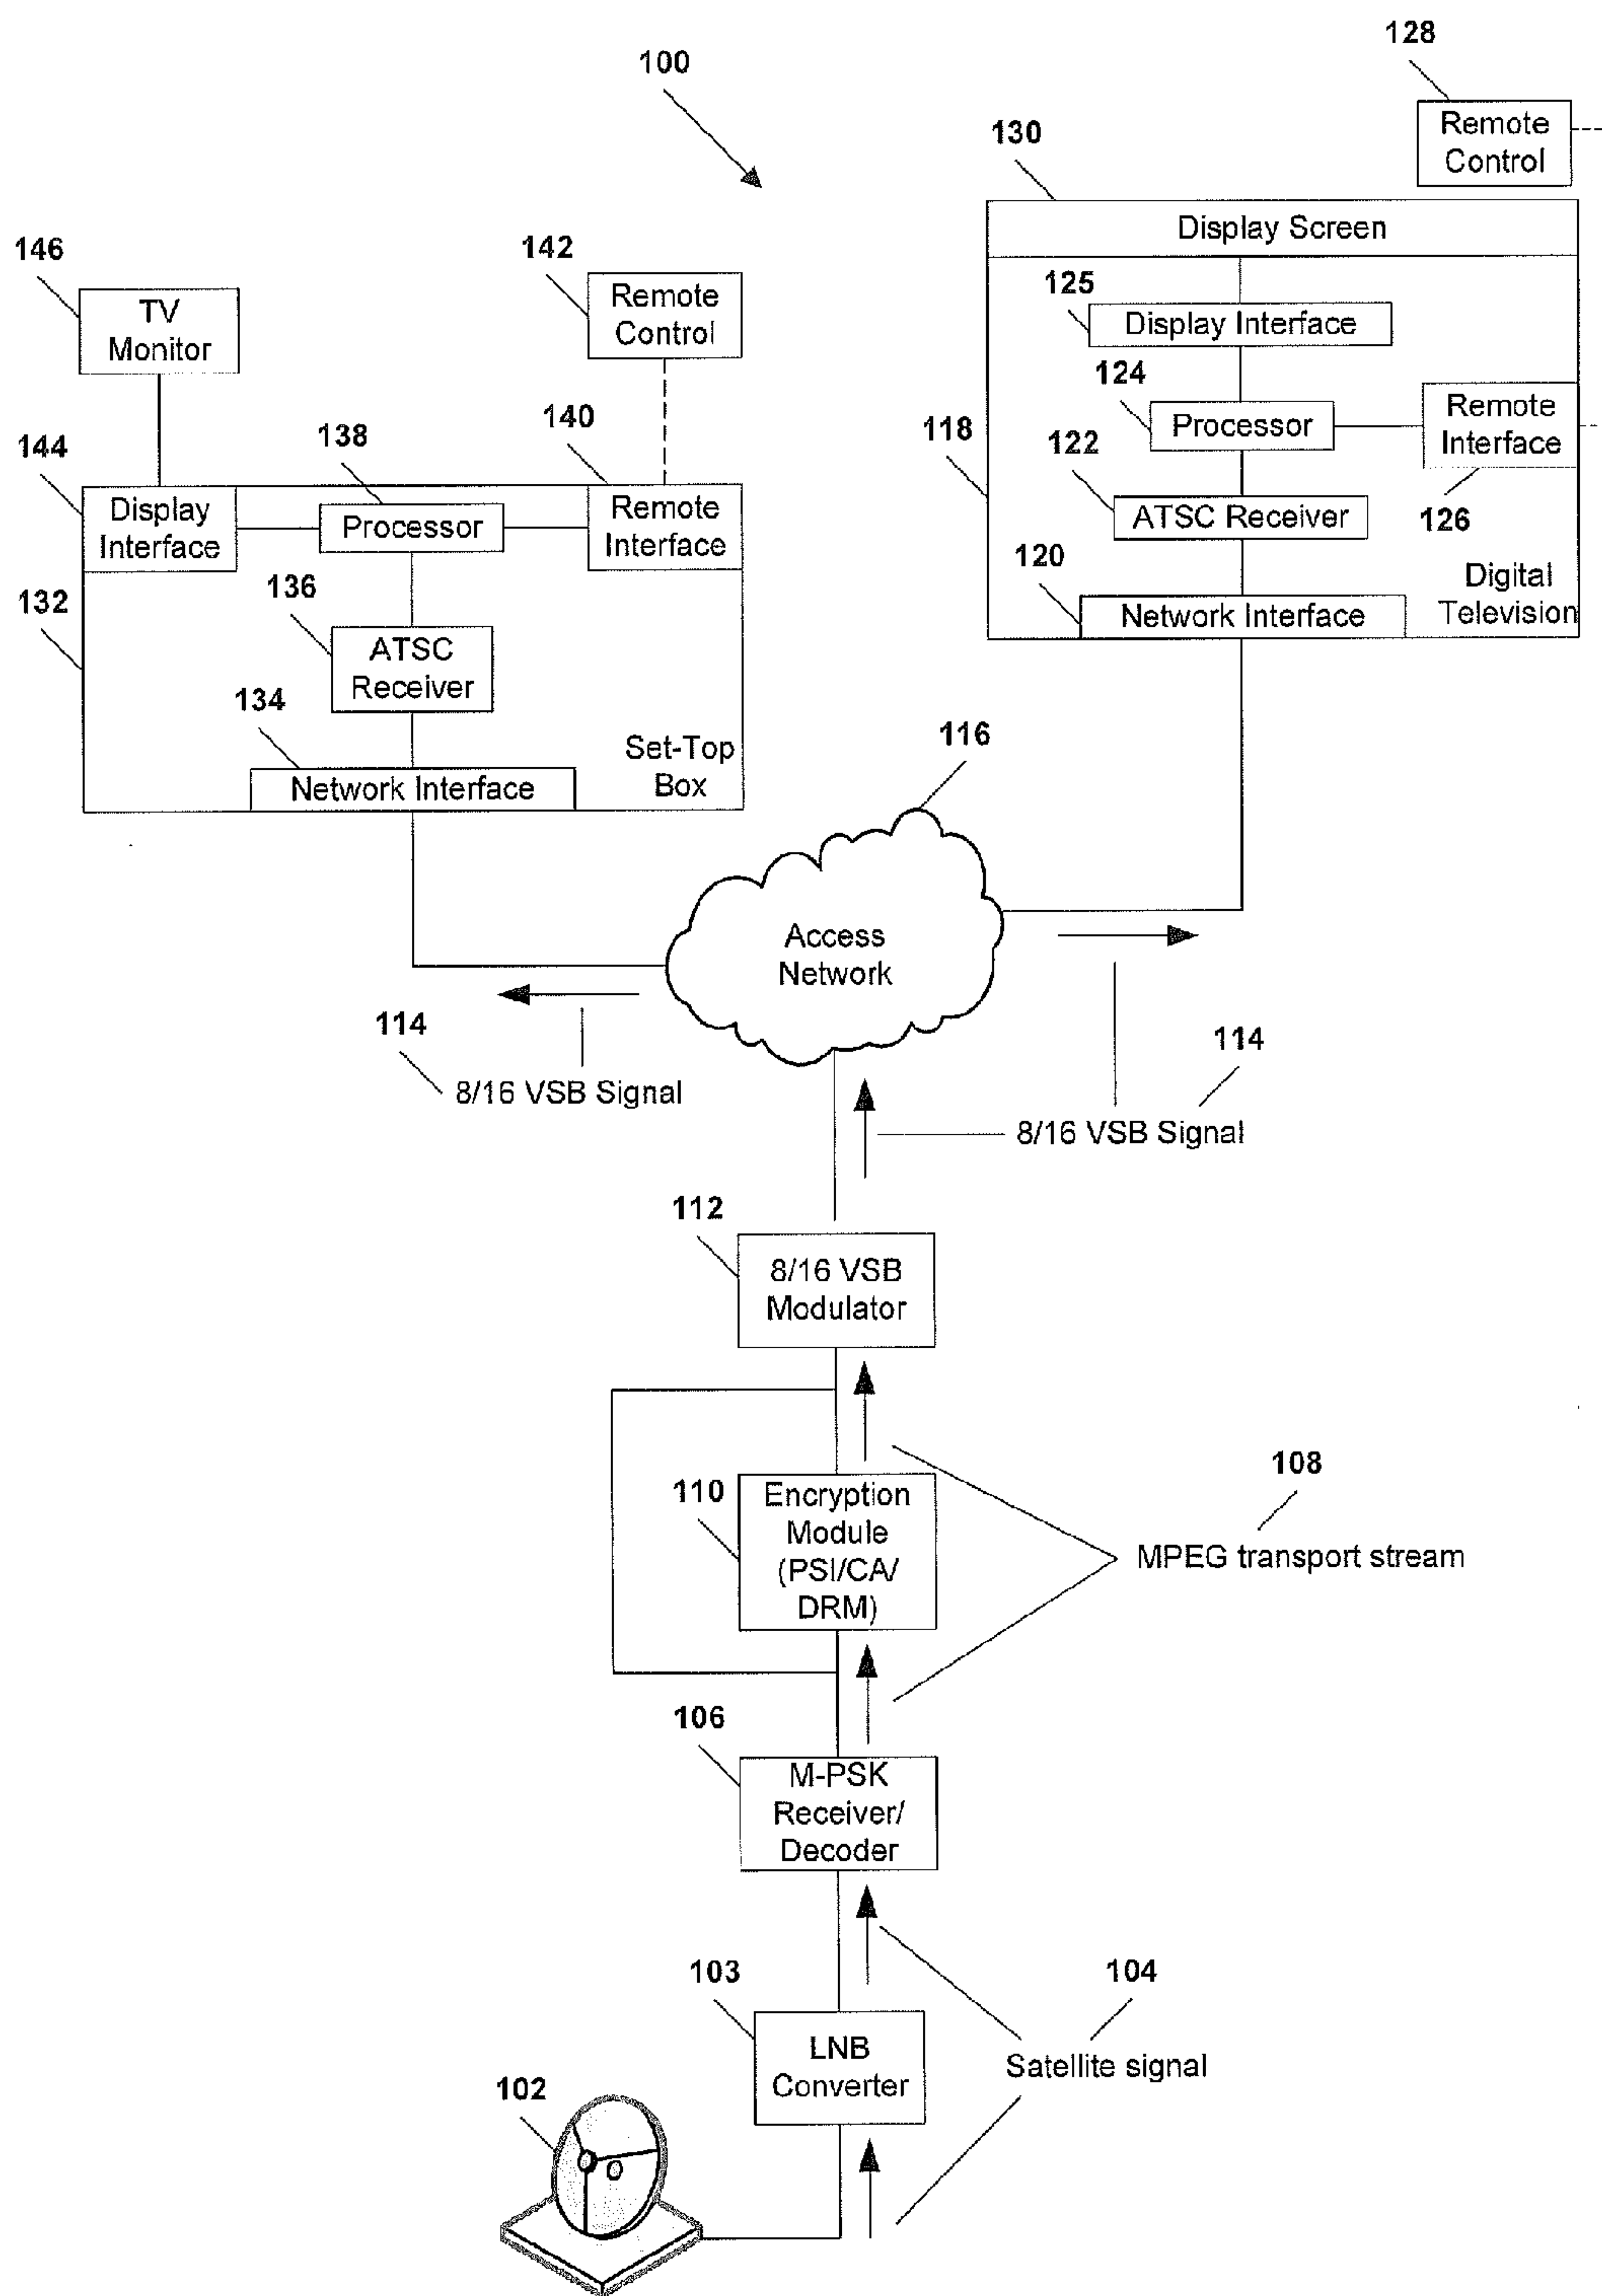 128
100
Remote
Control
130
Display Screen
146
142
125
TV
Monitor
Remote
Control
Display Interface
124
138
140
118
122
Processor
Remote
Interface
144
Display
Interface
Processor
Remote
Interface
ATSC Receiver
126
132
136
120
Digital
Television
Network Interface
ATSC
Receiver
134
116
Set-Top
Box
Network Interface
Access
Network
114
8/16 VSB Signal
114
8/16 VSB Signal
112
8/16 VSB
Modulator
110
Encryption
Module
(PSI/CA/
DRM)
108
MPEG transport stream
106
M-PSK
Receiver/
Decoder
103
104
LNB
Converter
Satellite signal
102